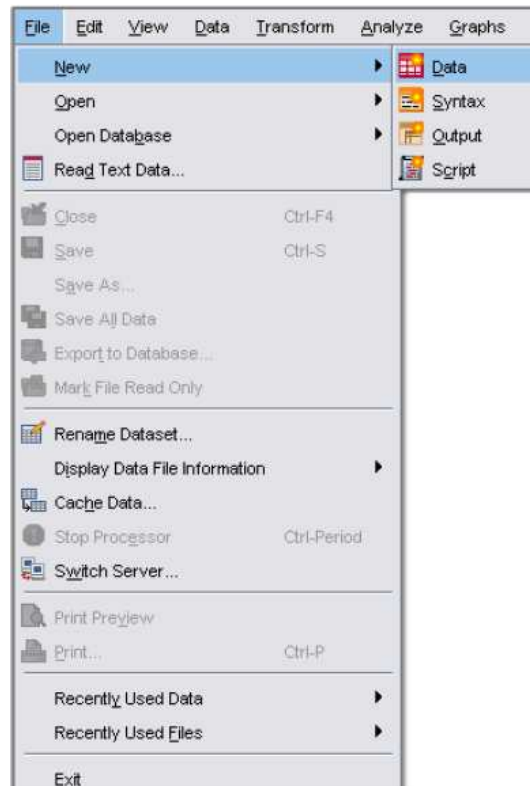 File Edit View Data Transform Analyze Graphs
New
Data
Open
Syntax
Open Database
Output
Read Text Data...
Script
Close Ctrl-F4
Save Ctrl-S
Save As...
Save All Data
Export to Database...
Mark File Read Only
Rename Dataset...
Display Data File Information
Cache Data...
Stop Processor Ctrl-Period
Switch Server...
Print Preview
Print... Ctrl-P
Recently Used Data
Recently Used Files
Exit